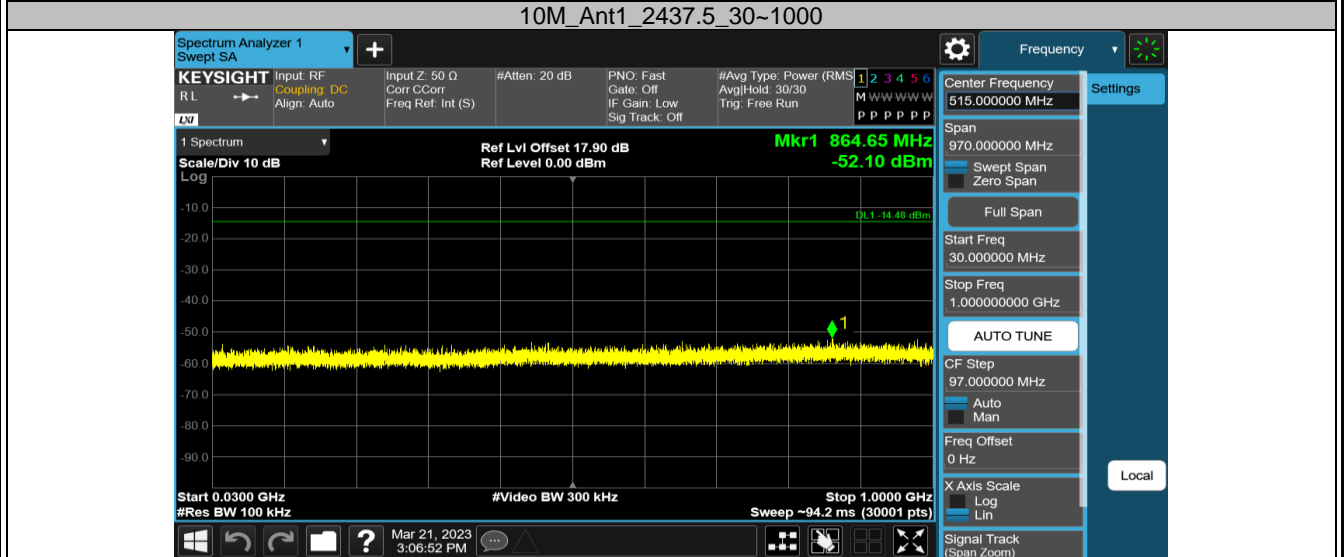 10M_Ant1_2437.5_30~1000
Spectrum Analyzer 1
Swept SA
Frequency
KEYSIGHT
RL
LXI
Input: RF
Coupling: DC
Align: Auto
Input Z: 50 Ω
Corr CCorr
Freq Ref: Int (S)
#Atten: 20 dB
PNO: Fast
Gate: Off
IF Gain: Low
Sig Track: Off
#Avg Type: Power (RMS
Avg|Hold: 30/30
Trig: Free Run
1 2 3 4 5 6
M W W W W W
P P P P P P
1 Spectrum
Scale/Div 10 dB
Log
Ref Lvl Offset 17.90 dB
Ref Level 0.00 dBm
Mkr1 864.65 MHz
-52.10 dBm
-10.0
DL1 -14.48 dBm
-20.0
-30.0
-40.0
-50.0
1
-60.0
-70.0
-80.0
-90.0
Start 0.0300 GHz
#Video BW 300 kHz
Stop 1.0000 GHz
#Res BW 100 kHz
Sweep ~94.2 ms (30001 pts)
Center Frequency
515.000000 MHz
Settings
Span
970.000000 MHz
Swept Span
Zero Span
Full Span
Start Freq
30.000000 MHz
Stop Freq
1.000000000 GHz
AUTO TUNE
CF Step
97.000000 MHz
Auto
Man
Freq Offset
0 Hz
Local
X Axis Scale
Log
Lin
Signal Track
(Span Zoom)
?
Mar 21, 2023
3:06:52 PM